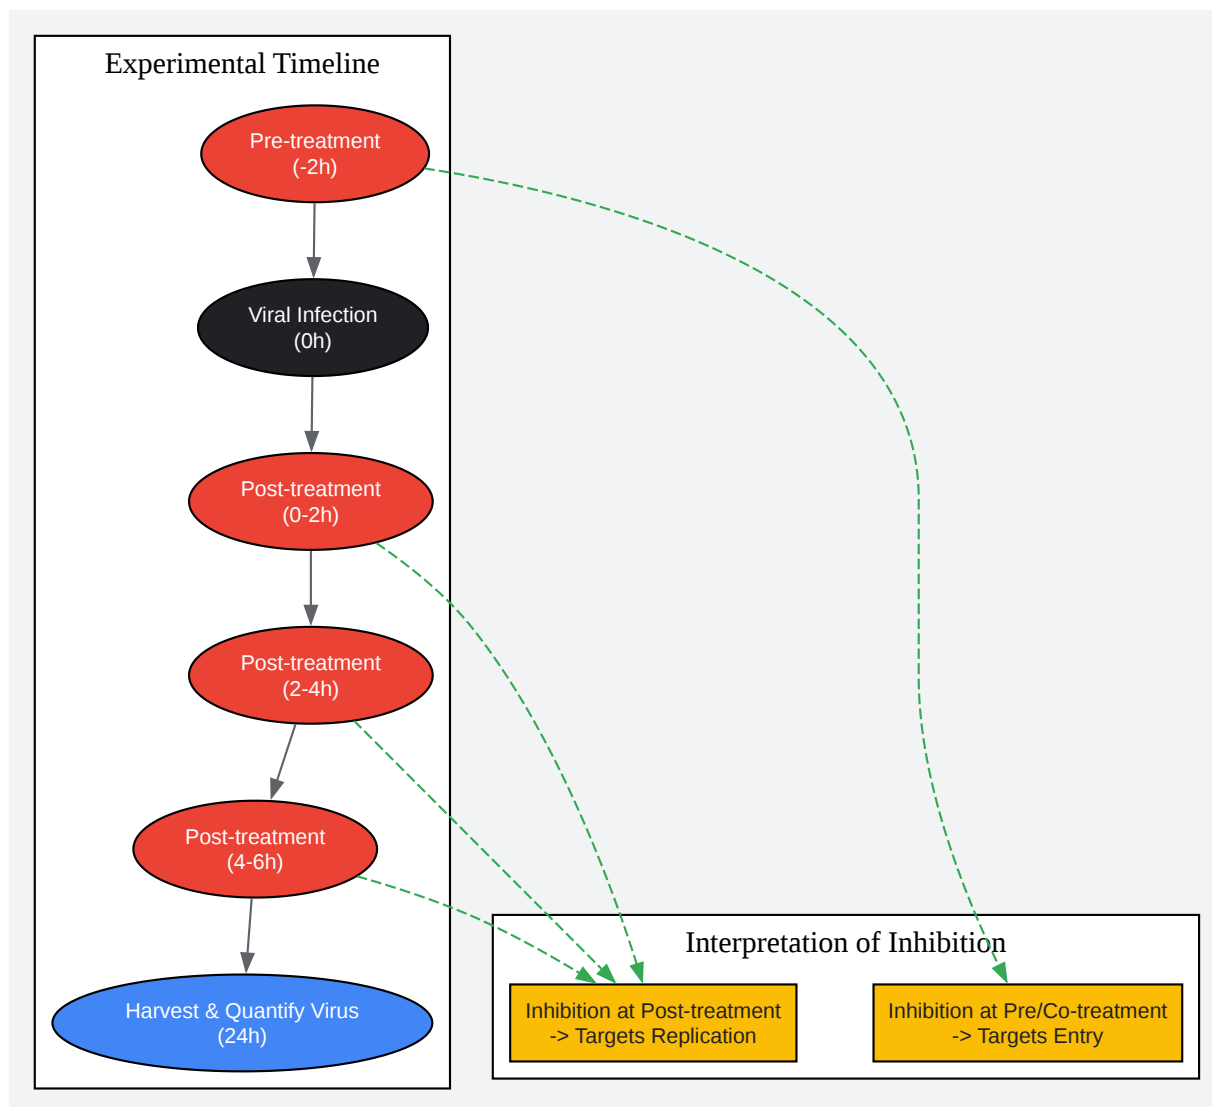 Experimental Timeline
Pre-treatment
(-2h)
Viral Infection
(0h)
Post-treatment
(0-2h)
Post-treatment
(2-4h)
Post-treatment
(4-6h)
Harvest & Quantify Virus
(24h)
Interpretation of Inhibition
Inhibition at Post-treatment
-> Targets Replication
Inhibition at Pre/Co-treatment
-> Targets Entry